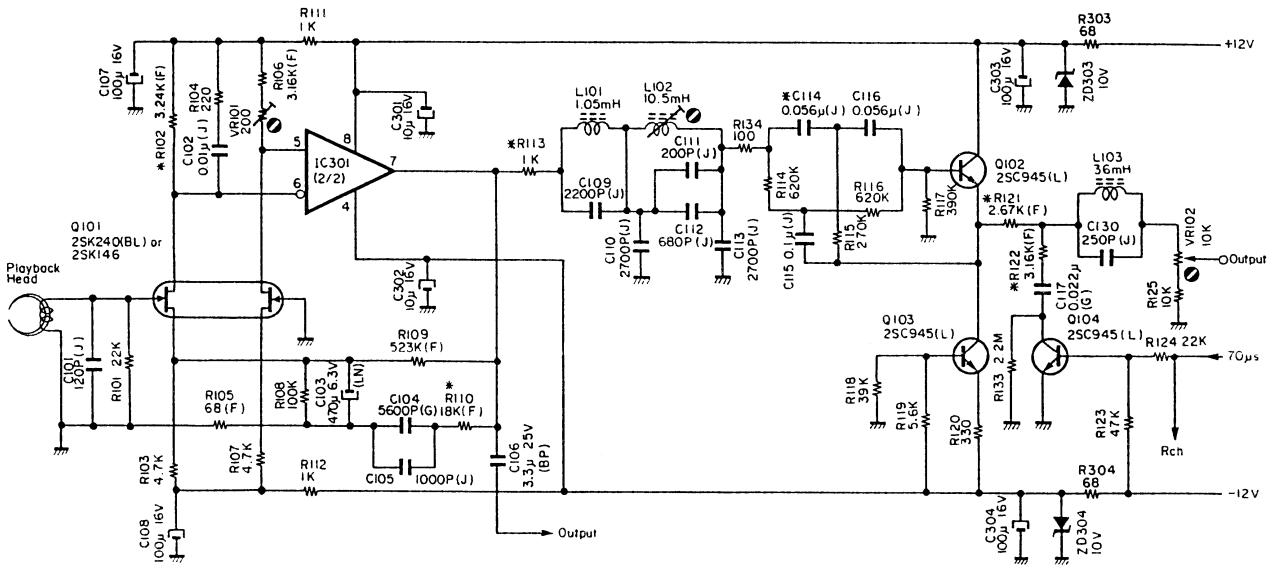 R111
1K
R303
68
+12V
C107
100μ 16V
*R102 3.24K(F)
R104
220
C102
0.01μ(J)
R106
3.16K(F)
VR101
200
C301
10μ 16V
C303
100μ 16V
ZD303
10V
L101
1.05mH
L102
10.5mH
*C114
0.056μ(J)
C116
0.056μ(J)
5
8
IC301
(2/2)
7
6
4
*R113
1K
C111
200P(J)
R134
100
C109
2200P(J)
R114
620K
R116
620K
R117
390K
Q102
2SC945(L)
L103
36mH
*R121
2.67K(F)
C110
2700P(J)
C112
680P(J)
C113
2700P(J)
C115 0.1μ(J)
R115
270K
*R122
3.16K(F)
C130
250P(J)
VR102
10K
Output
Q101
2SK240(BL) or
2SK146
Playback
Head
C302
10μ 16V
C117
0.022μ
(G)
R125
10K
Q103
2SC945(L)
Q104
2SC945(L)
R124 22K
70μs
C101
120P(J)
R101 22K
R109
523K(F)
R105
68(F)
R108
100K
C103
470μ 6.3V
(LN)
C104
5600P(G)
*
R110
18K(F)
R118
39K
R119
5.6K
R120
330
R133 2.2M
R123
47K
Rch
R103
4.7K
R107
4.7K
R112
1K
C105
1000P(J)
C106
3.3μ 25V
(BP)
R304
68
-12V
C108
100μ 16V
Output
C304
100μ 16V
ZD304
10V